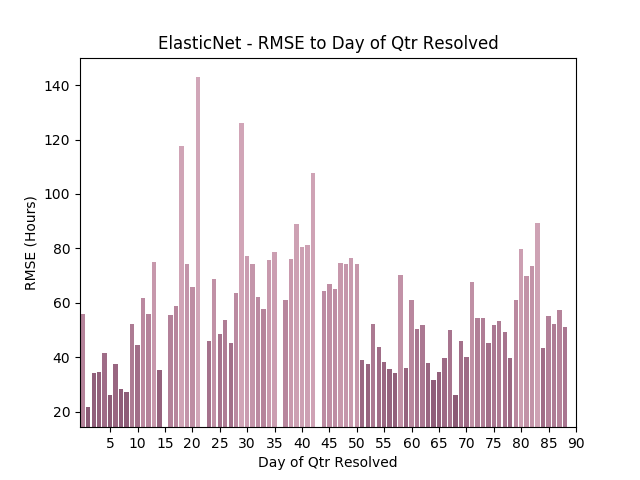 ElasticNet - RMSE to Day of Qtr Resolved
140
120
100
80
60
40
20
RMSE (Hours)
5 10 15 20 25 30 35 40 45 50 55 60 65 70 75 80 85 90
Day of Qtr Resolved